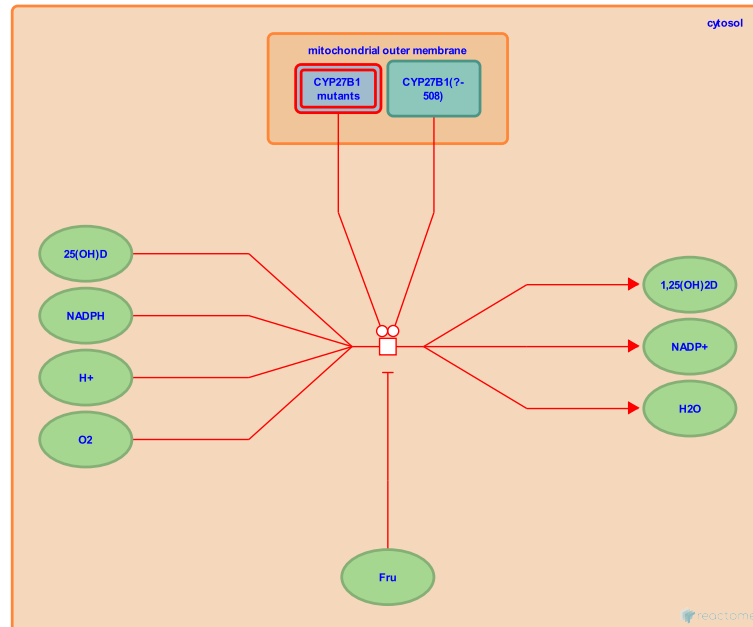 cytosol
mitochondrial outer membrane
CYP27B1
mutants
CYP27B1(?-
508)
25(OH)D
NADPH
H+
O2
1,25(OH)2D
NADP+
H2O
Fru
reactome